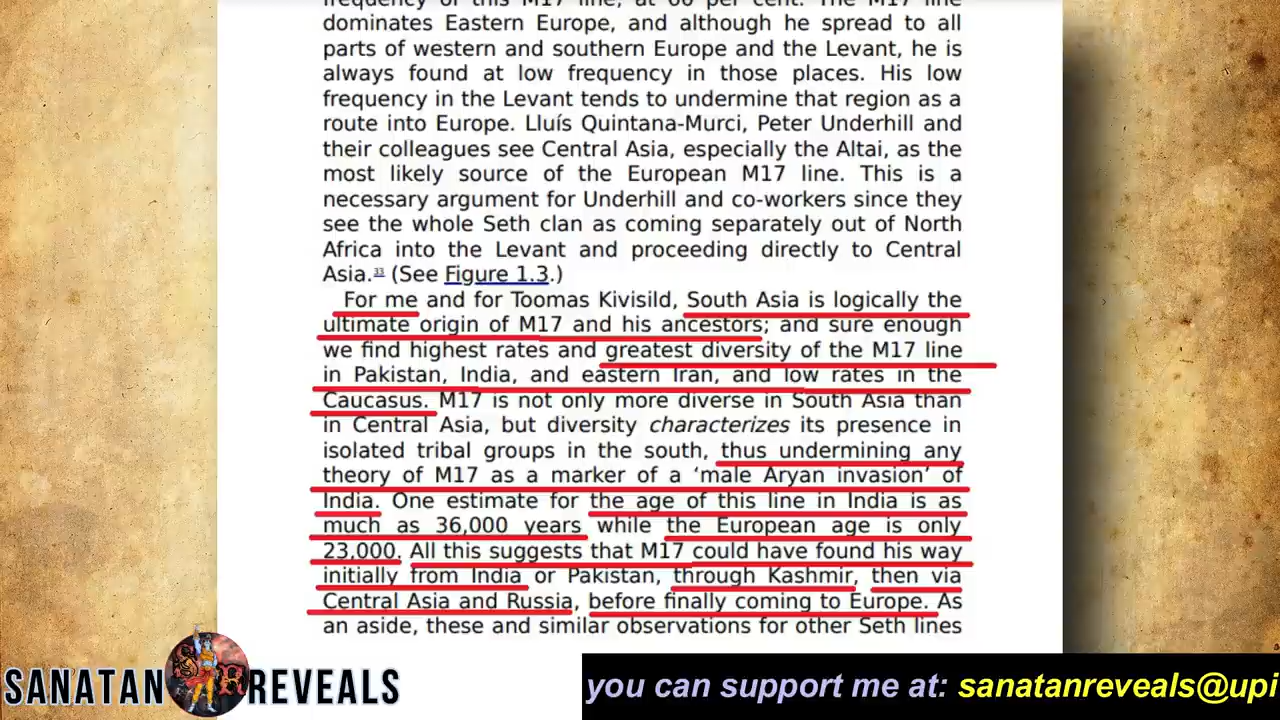 frequency of this M17 line, at 60 per cent. The M17 line
dominates Eastern Europe, and although he spread to all
parts of western and southern Europe and the Levant, he is
always found at low frequency in those places. His low
frequency in the Levant tends to undermine that region as a
route into Europe. Lluís Quintana-Murci, Peter Underhill and
their colleagues see Central Asia, especially the Altai, as the
most likely source of the European M17 line. This is a
necessary argument for Underhill and co-workers since they
see the whole Seth clan as coming separately out of North
Africa into the Levant and proceeding directly to Central
Asia.33 (See Figure 1.3.)
For me and for Toomas Kivisild, South Asia is logically the
ultimate origin of M17 and his ancestors; and sure enough
we find highest rates and greatest diversity of the M17 line
in Pakistan, India, and eastern Iran, and low rates in the
Caucasus. M17 is not only more diverse in South Asia than
in Central Asia, but diversity characterizes its presence in
isolated tribal groups in the south, thus undermining any
theory of M17 as a marker of a ‘male Aryan invasion’ of
India. One estimate for the age of this line in India is as
much as 36,000 years while the European age is only
23,000. All this suggests that M17 could have found his way
initially from India or Pakistan, through Kashmir, then via
Central Asia and Russia, before finally coming to Europe. As
an aside, these and similar observations for other Seth lines
SANATAN REVEALS
you can support me at: sanatanreveals@upi